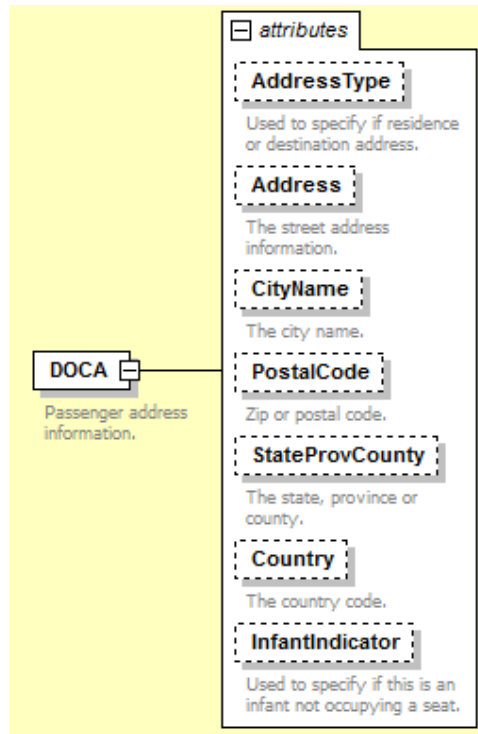 attributes
AddressType
Used to specify if residence
or destination address.
Address
The street address
information.
CityName
The city name.
DOCA
Passenger address
information.
PostalCode
Zip or postal code.
StateProvCounty
The state, province or
county.
Country
The country code.
InfantIndicator
Used to specify if this is an
infant not occupying a seat.